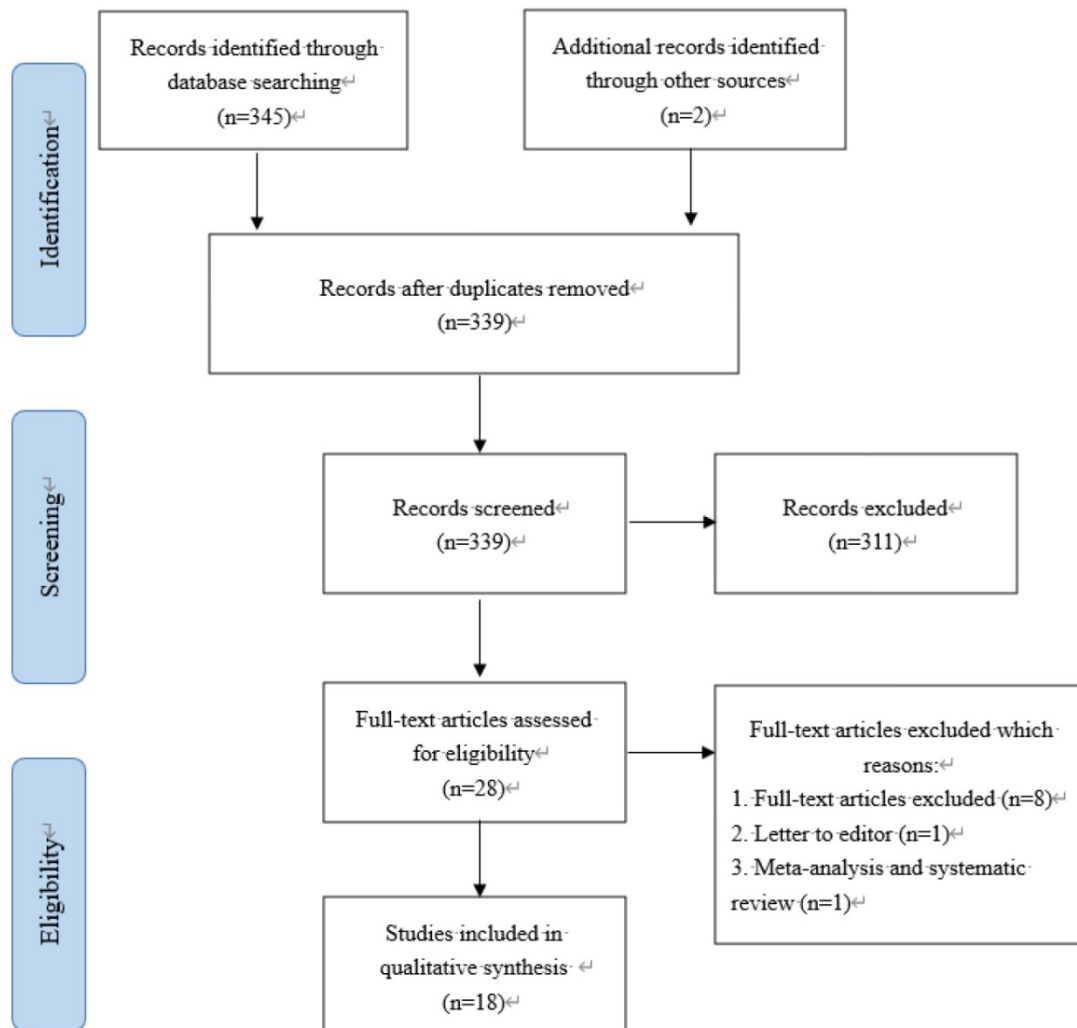 Records identified through
database searching↵
(n=345)↵
Additional records identified
through other sources↵
(n=2)↵
Identification↵
Records after duplicates removed↵
(n=339)↵
Screening↵
Records screened↵
(n=339)↵
Records excluded↵
(n=311)↵
Full-text articles assessed
for eligibility↵
(n=28)↵
Full-text articles excluded which
reasons:↵
1. Full-text articles excluded (n=8)↵
2. Letter to editor (n=1)↵
3. Meta-analysis and systematic
review (n=1)↵
Eligibility↵
Studies included in
qualitative synthesis ↵
(n=18)↵